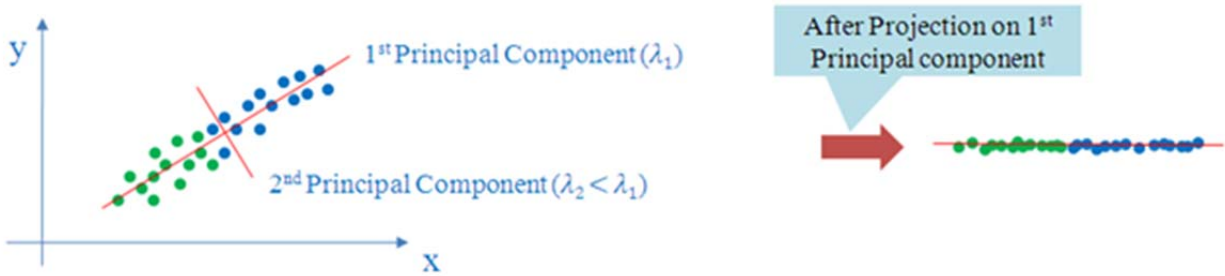 y
1st Principal Component (λ1)
2nd Principal Component (λ2 < λ1)
x
After Projection on 1st
Principal component